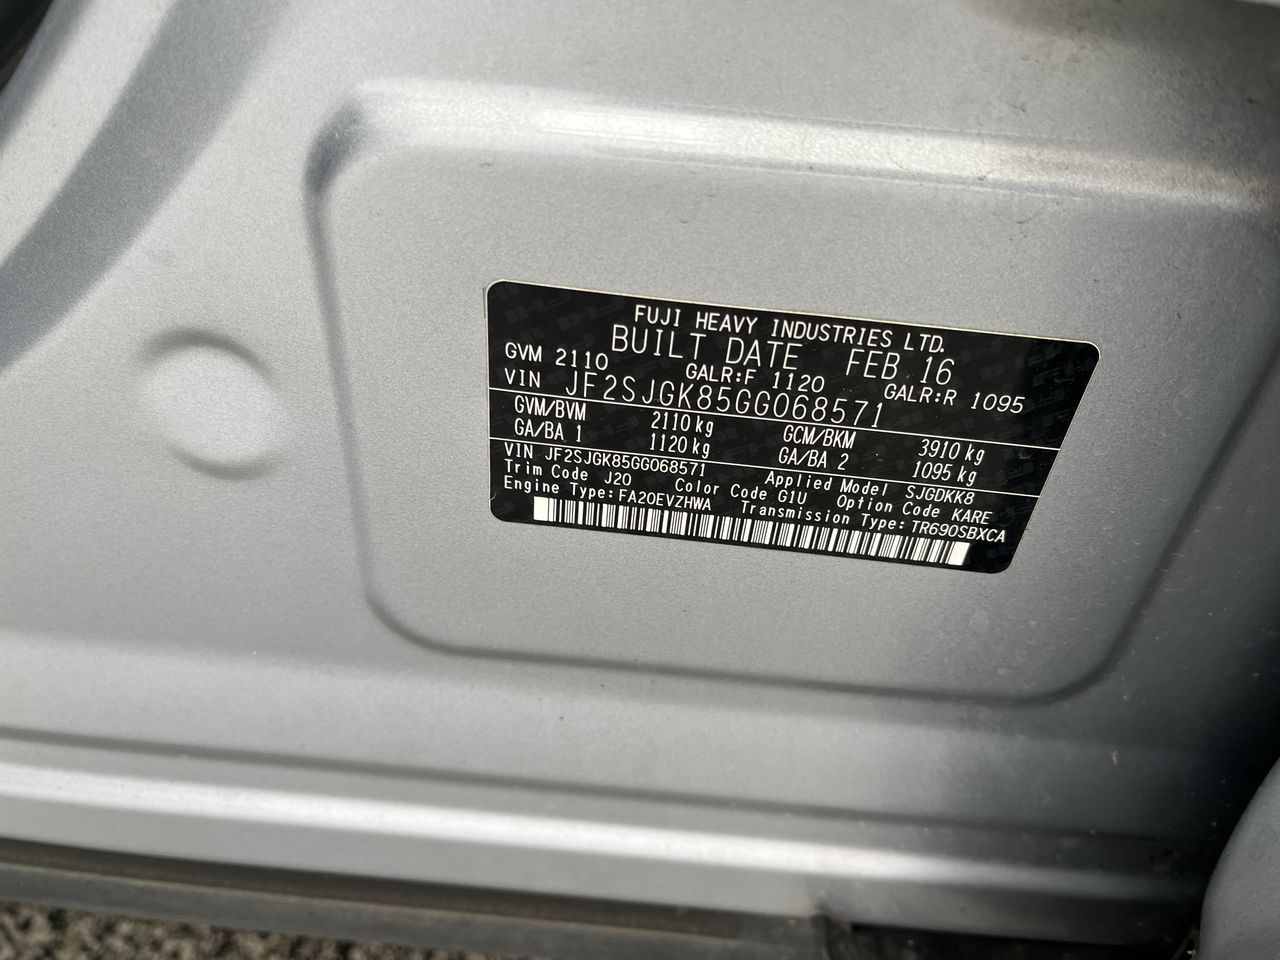 FUJI HEAVY INDUSTRIES LTD.
BUILT DATE FEB 16
GVM 2110 GALR:F 1120 GALR:R 1095
VIN JF2SJGK85GG068571
GVM/BVM 2110 kg GCM/BKM 3910 kg
GA/BA 1 1120 kg GA/BA 2 1095 kg
VIN JF2SJGK85GG068571 Applied Model SJGDKK8
Trim Code J20 Color Code G1U Option Code KARE
Engine Type: FA20EVZHWA Transmission Type: TR690SBXCA